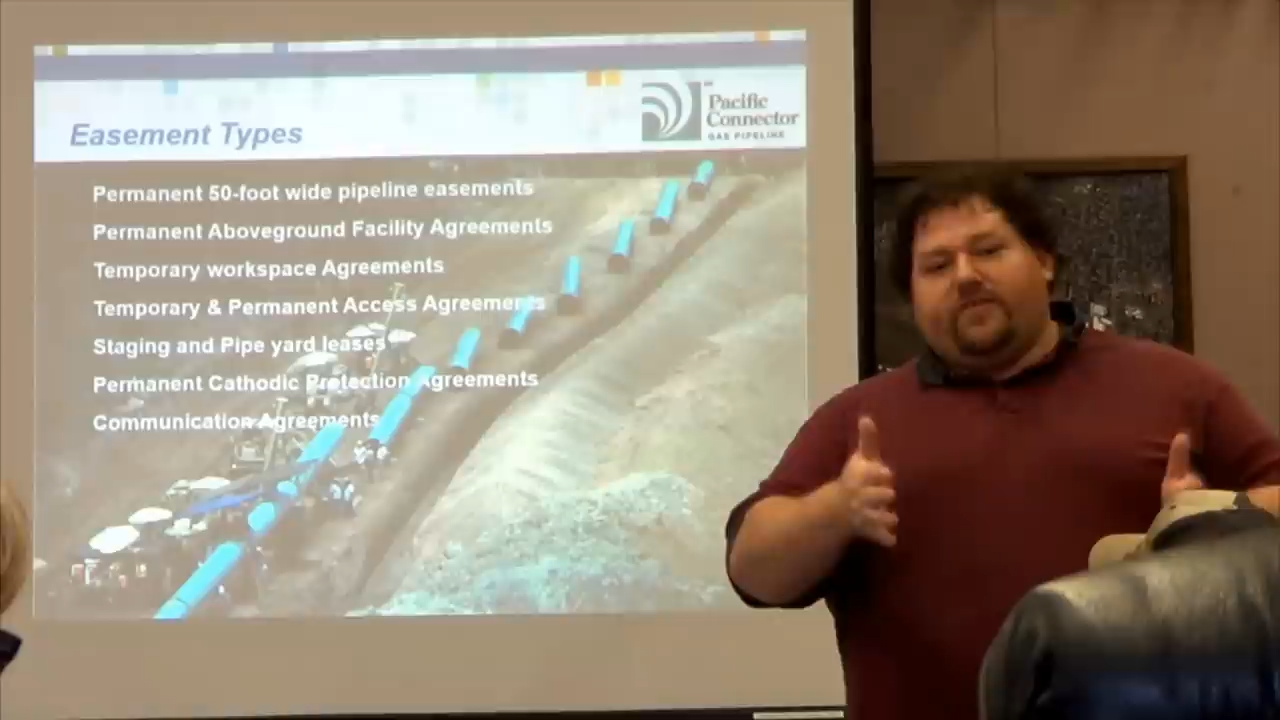 Pacific
Connector
GAS PIPELINE
Easement Types
Permanent 50-foot wide pipeline easements
Permanent Aboveground Facility Agreements
Temporary workspace Agreements
Temporary & Permanent Access Agreements
Staging and Pipe yard leases
Permanent Cathodic Protection Agreements
Communication Agreements